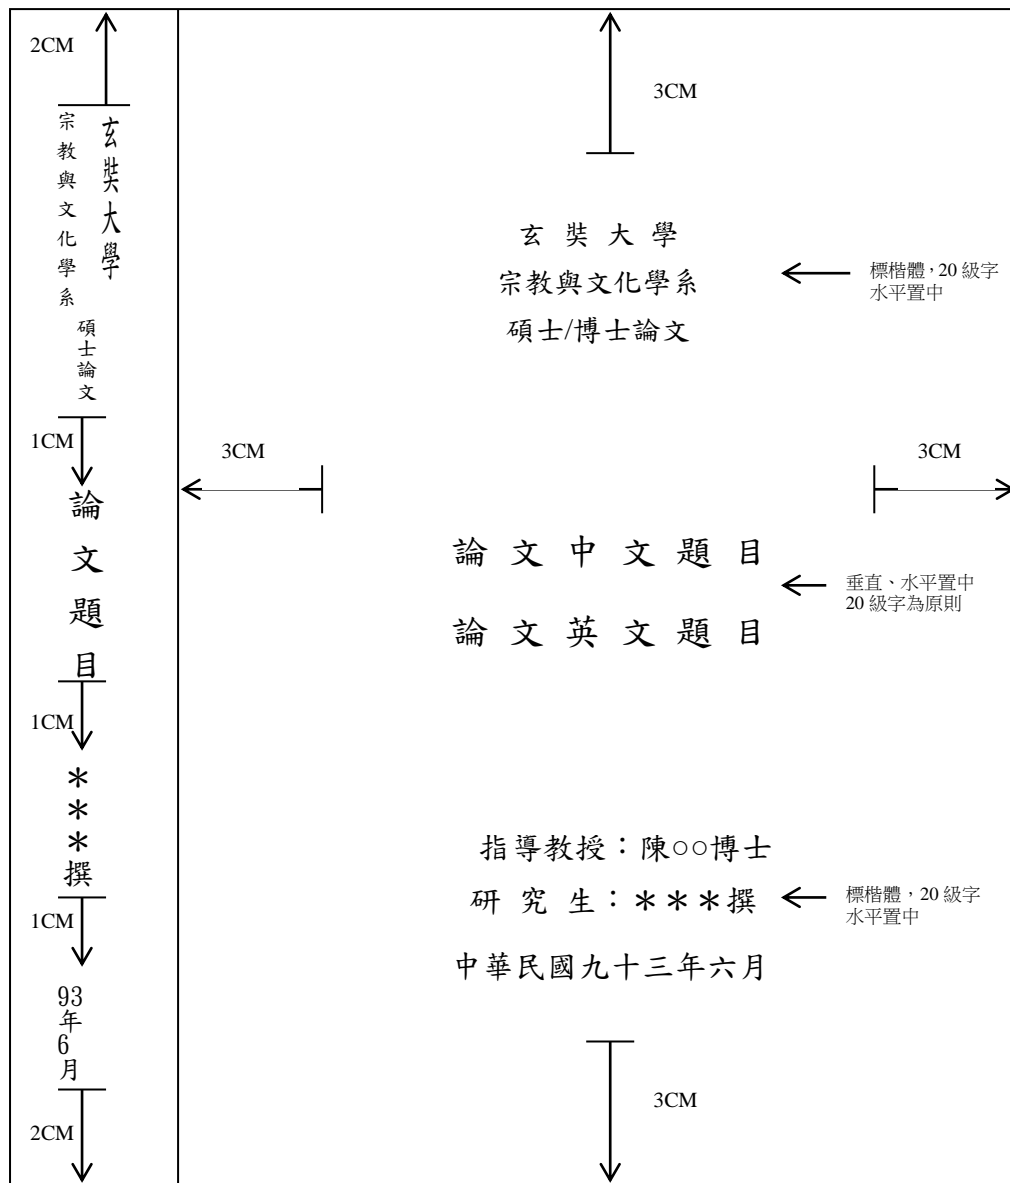 2CM
玄奘大學
宗教與文化學系
碩士論文
1CM
論文題目
1CM
＊＊＊撰
1CM
93年6月
2CM
3CM
玄奘大學
宗教與文化學系
碩士/博士論文
標楷體，20 級字
水平置中
3CM
3CM
論文中文題目
論文英文題目
垂直、水平置中
20 級字為原則
指導教授：陳○○博士
研究生：＊＊＊撰
中華民國九十三年六月
標楷體，20 級字
水平置中
3CM